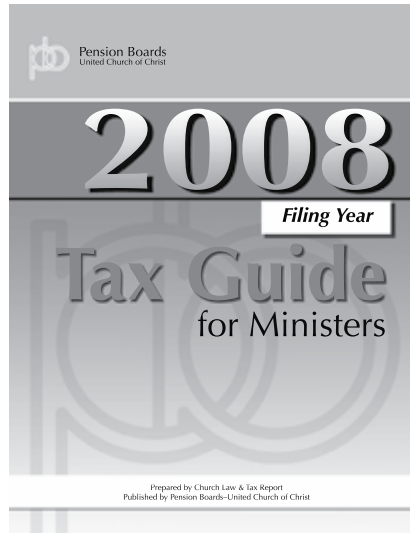 Pension Boards
United Church of Christ
2008
Filing Year
Tax Guide
for Ministers
Prepared by Church Law & Tax Report
Published by Pension Boards–United Church of Christ